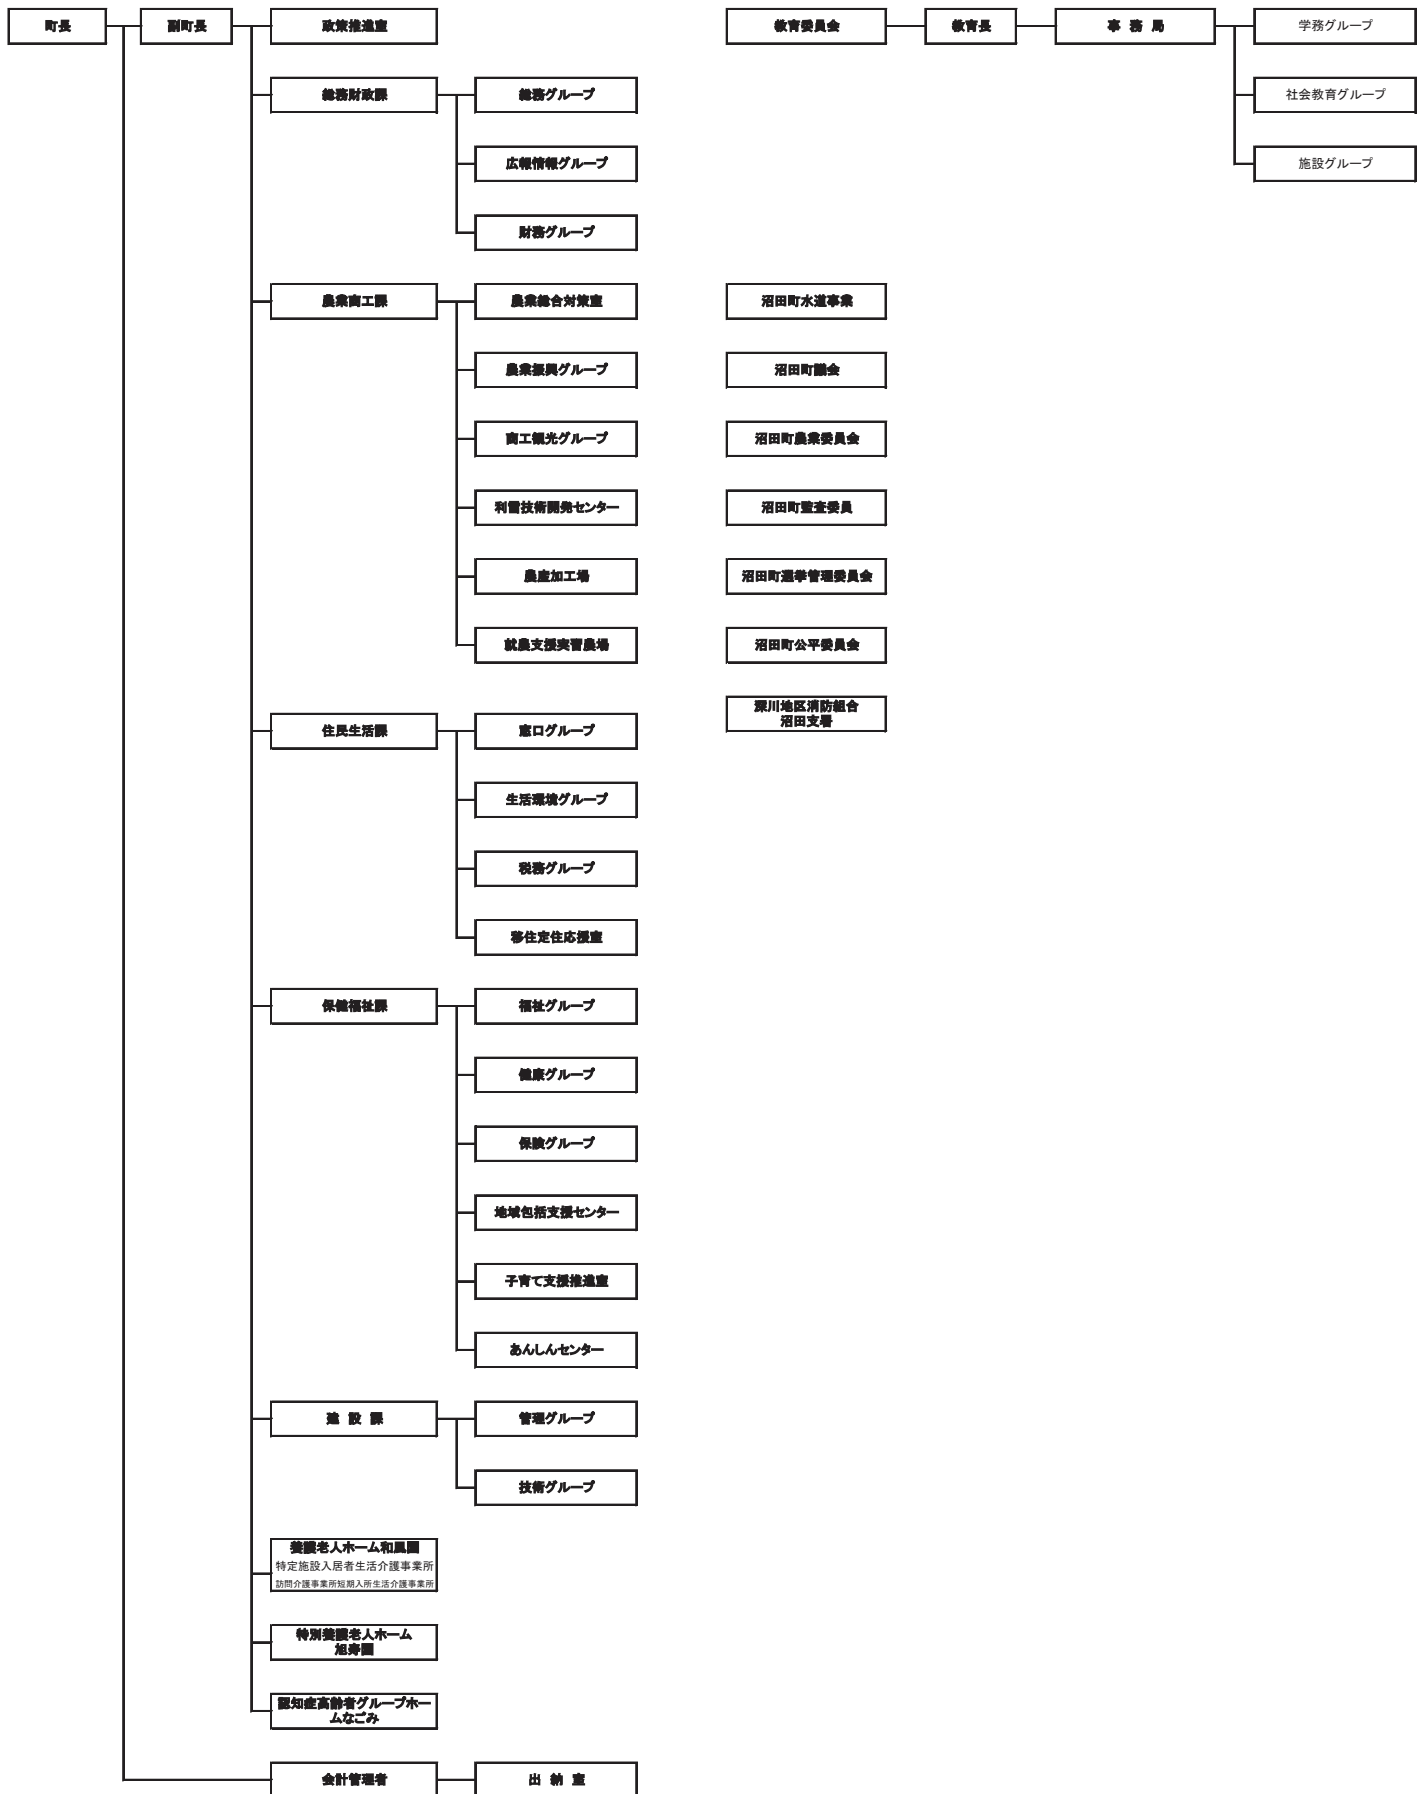 町長
副町長
政策推進室
教育委員会
教育長
事 務 局
学務グループ
総務財政課
総務グループ
社会教育グループ
広報情報グループ
施設グループ
財務グループ
農業商工課
農業総合対策室
沼田町水道事業
農業振興グループ
沼田町議会
商工観光グループ
沼田町農業委員会
利雪技術開発センター
沼田町監査委員
農産加工場
沼田町選挙管理委員会
就農支援実習農場
沼田町公平委員会
深川地区消防組合
沼田支署
住民生活課
窓口グループ
生活環境グループ
税務グループ
移住定住応援室
保健福祉課
福祉グループ
健康グループ
保険グループ
地域包括支援センター
子育て支援推進室
あんしんセンター
建 設 課
管理グループ
技術グループ
養護老人ホーム和風園
特定施設入居者生活介護事業所
訪問介護事業所短期入所生活介護事業所
特別養護老人ホーム
旭寿園
認知症高齢者グループホー
ムなごみ
会計管理者
出 納 室